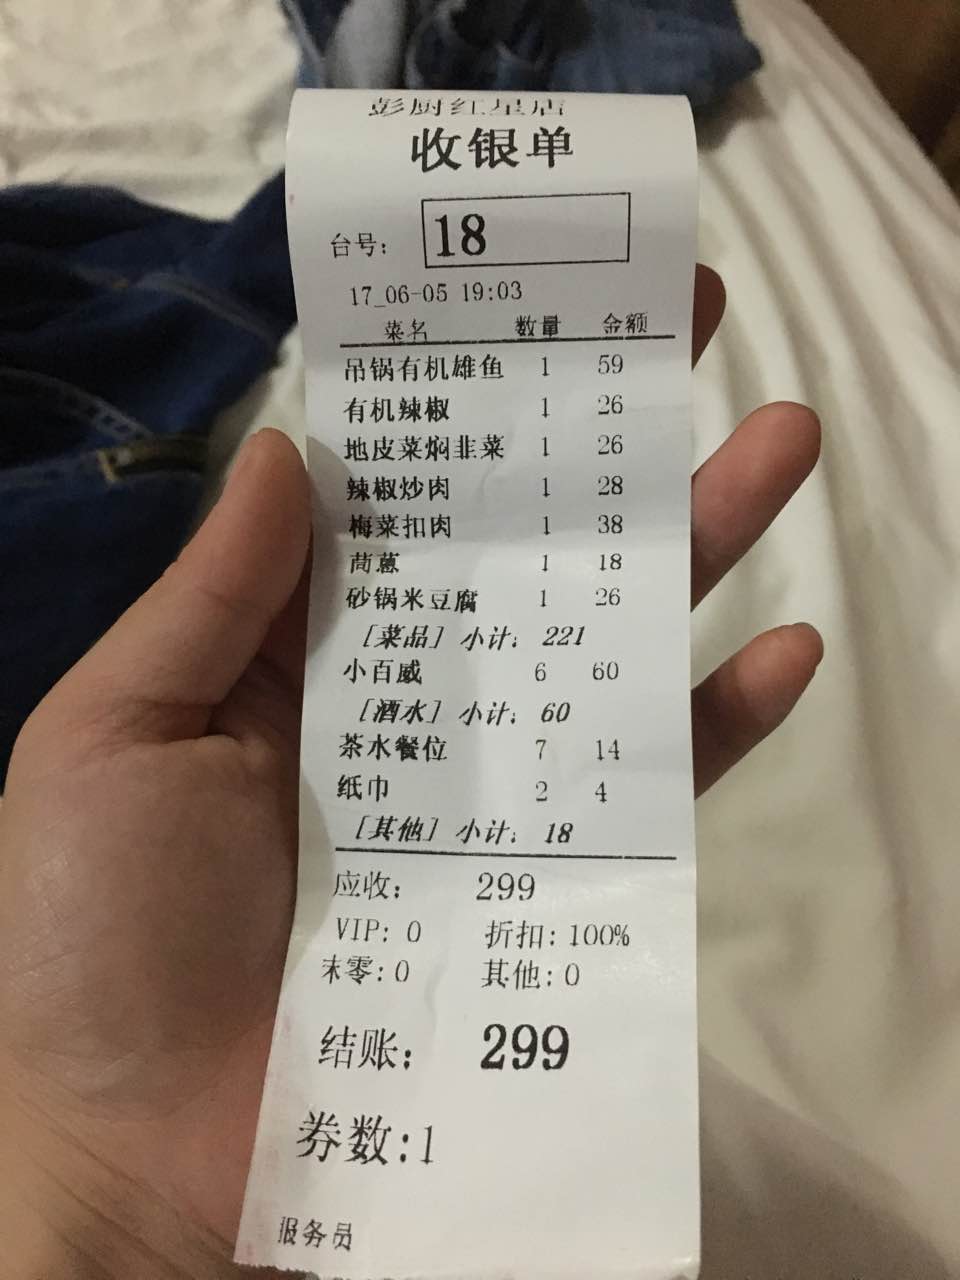 彭厨红星店
收银单
台号: 18
17_06-05 19:03
菜名 数量 金额
吊锅有机雄鱼 1 59
有机辣椒 1 26
地皮菜焖韭菜 1 26
辣椒炒肉 1 28
梅菜扣肉 1 38
茼蒽 1 18
砂锅米豆腐 1 26
[菜品] 小计: 221
小百威 6 60
[酒水] 小计: 60
茶水餐位 7 14
纸巾 2 4
[其他] 小计: 18
应收: 299
VIP: 0 折扣: 100%
末零: 0 其他: 0
结账: 299
券数:1
服务员